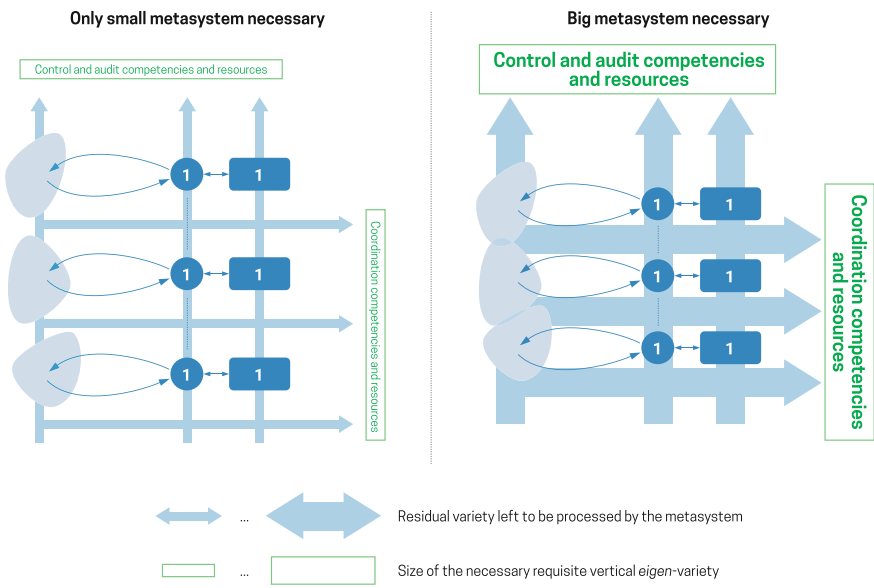 Only small metasystem necessary
Control and audit competencies and resources
1 1
1 1
1 1
Coordination competencies and resources
Big metasystem necessary
Control and audit competencies
and resources
1 1
1 1
1 1
Coordination competencies
and resources
... Residual variety left to be processed by the metasystem
... Size of the necessary requisite vertical eigen-variety